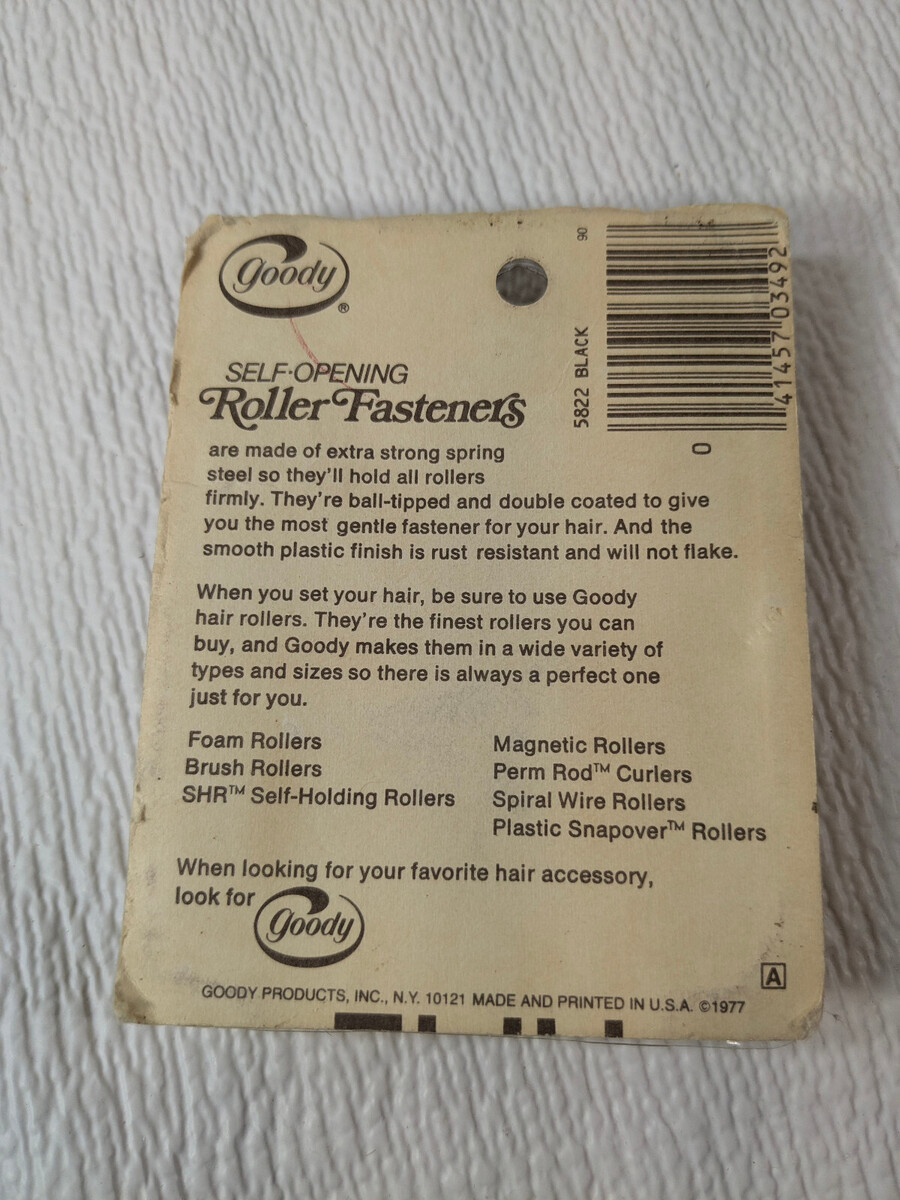 goody®
90
5822 BLACK
0
41457 03492
SELF·OPENING
Roller Fasteners
are made of extra strong spring
steel so they'll hold all rollers
firmly. They're ball-tipped and double coated to give
you the most gentle fastener for your hair. And the
smooth plastic finish is rust resistant and will not flake.
When you set your hair, be sure to use Goody
hair rollers. They're the finest rollers you can
buy, and Goody makes them in a wide variety of
types and sizes so there is always a perfect one
just for you.
Foam Rollers
Brush Rollers
SHR™ Self-Holding Rollers
Magnetic Rollers
Perm Rod™ Curlers
Spiral Wire Rollers
Plastic Snapover™ Rollers
When looking for your favorite hair accessory,
look for goody
A
GOODY PRODUCTS, INC., N.Y. 10121 MADE AND PRINTED IN U.S.A. ©1977